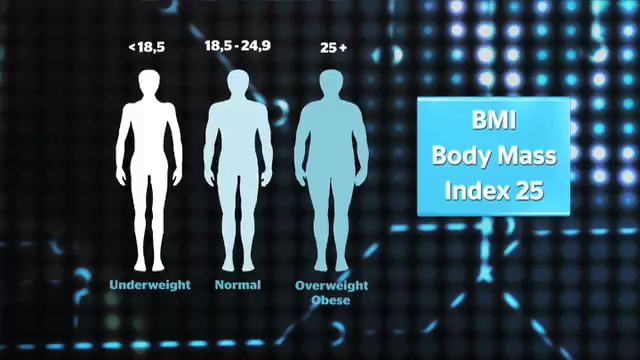 <18,5
18,5 - 24,9
25 +
Underweight
Normal
Overweight
Obese
BMI
Body Mass
Index 25